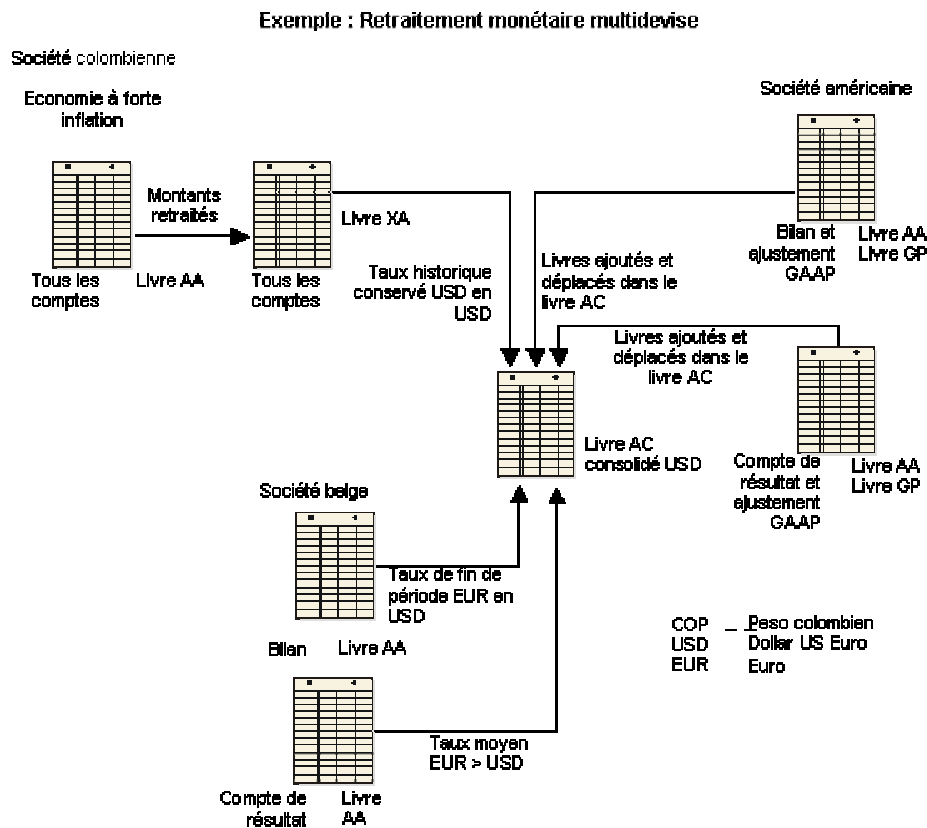 Exemple : Retraitement monétaire multidevise
Société colombienne
Economie à forte
inflation
Société américaine
Montants
retraités
Livre XA
Tous les
comptes
Livre AA
Tous les
comptes
Taux historique
conservé USD en
USD
Livres ajoutés et
déplacés dans le
livre AC
Bilan et
ajustement
GAAP
Livre AA
Livre GP
Livres ajoutés et
déplacés dans le
livre AC
Livre AC
consolidé USD
Compte de
résultat et
ajustement
GAAP
Livre AA
Livre GP
Société belge
Taux de fin de
période EUR en
USD
Bilan Livre AA
COP _ _Peso colombien
USD Dollar US Euro
EUR Euro
Taux moyen
EUR > USD
Compte de
résultat
Livre
AA